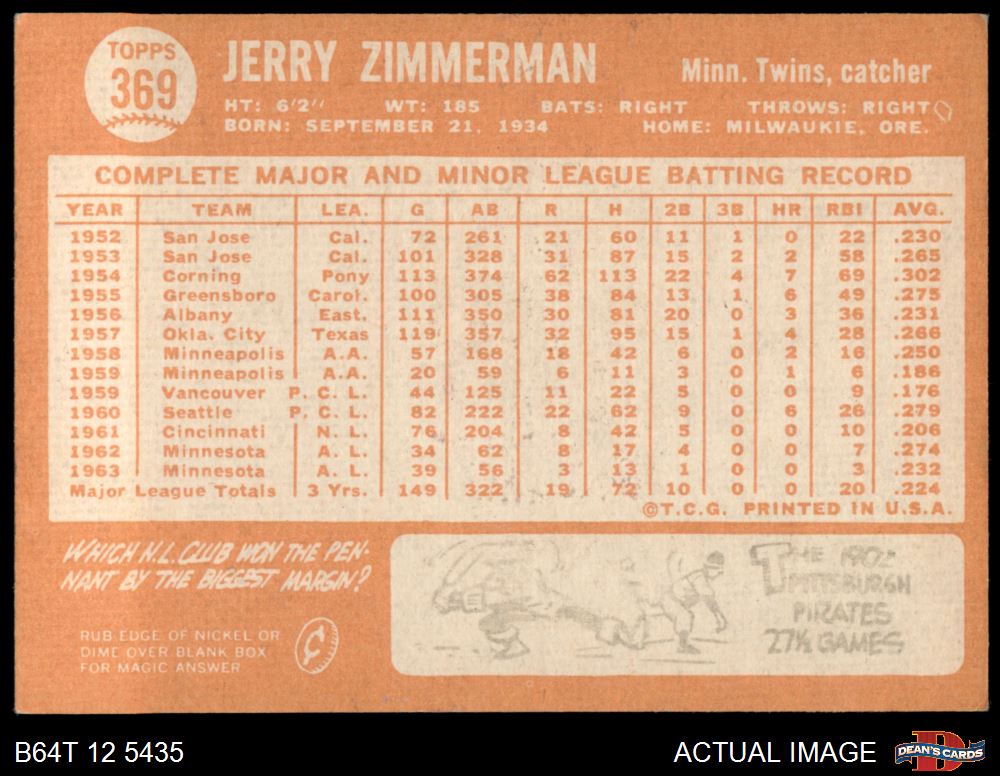 TOPPS
369
JERRY ZIMMERMAN
Minn. Twins, catcher
HT: 6'2" WT: 185 BATS: RIGHT THROWS: RIGHT
BORN: SEPTEMBER 21, 1934 HOME: MILWAUKIE, ORE.
COMPLETE MAJOR AND MINOR LEAGUE BATTING RECORD
YEAR TEAM LEA. G AB R H 2B 3B HR RBI AVG.
1952 San Jose Cal. 72 261 21 60 11 1 0 22 .230
1953 San Jose Cal. 101 328 31 87 15 2 2 58 .265
1954 Corning Pony 113 374 62 113 22 4 7 69 .302
1955 Greensboro Carol. 100 305 38 84 13 1 6 49 .275
1956 Albany East. 111 350 30 81 20 0 3 36 .231
1957 Okla. City Texas 119 357 32 95 15 1 4 28 .266
1958 Minneapolis A.A. 57 168 18 42 6 0 2 16 .250
1959 Minneapolis A.A. 20 59 6 11 3 0 1 6 .186
1959 Vancouver P. C. L. 44 125 11 22 5 0 0 9 .176
1960 Seattle P. C. L. 82 222 22 62 9 0 6 26 .279
1961 Cincinnati N. L. 76 204 8 42 5 0 0 10 .206
1962 Minnesota A. L. 34 62 8 17 4 0 0 7 .274
1963 Minnesota A. L. 39 56 3 13 1 0 0 3 .232
Major League Totals 3 Yrs. 149 322 19 72 10 0 0 20 .224
©T.C.G. PRINTED IN U.S.A.
WHICH N.L. CLUB WON THE PEN-
NANT BY THE BIGGEST MARGIN?
RUB EDGE OF NICKEL OR
DIME OVER BLANK BOX
FOR MAGIC ANSWER
THE 1902
PITTSBURGH
PIRATES
27½ GAMES
B64T 12 5435
ACTUAL IMAGE
DEAN'S CARDS